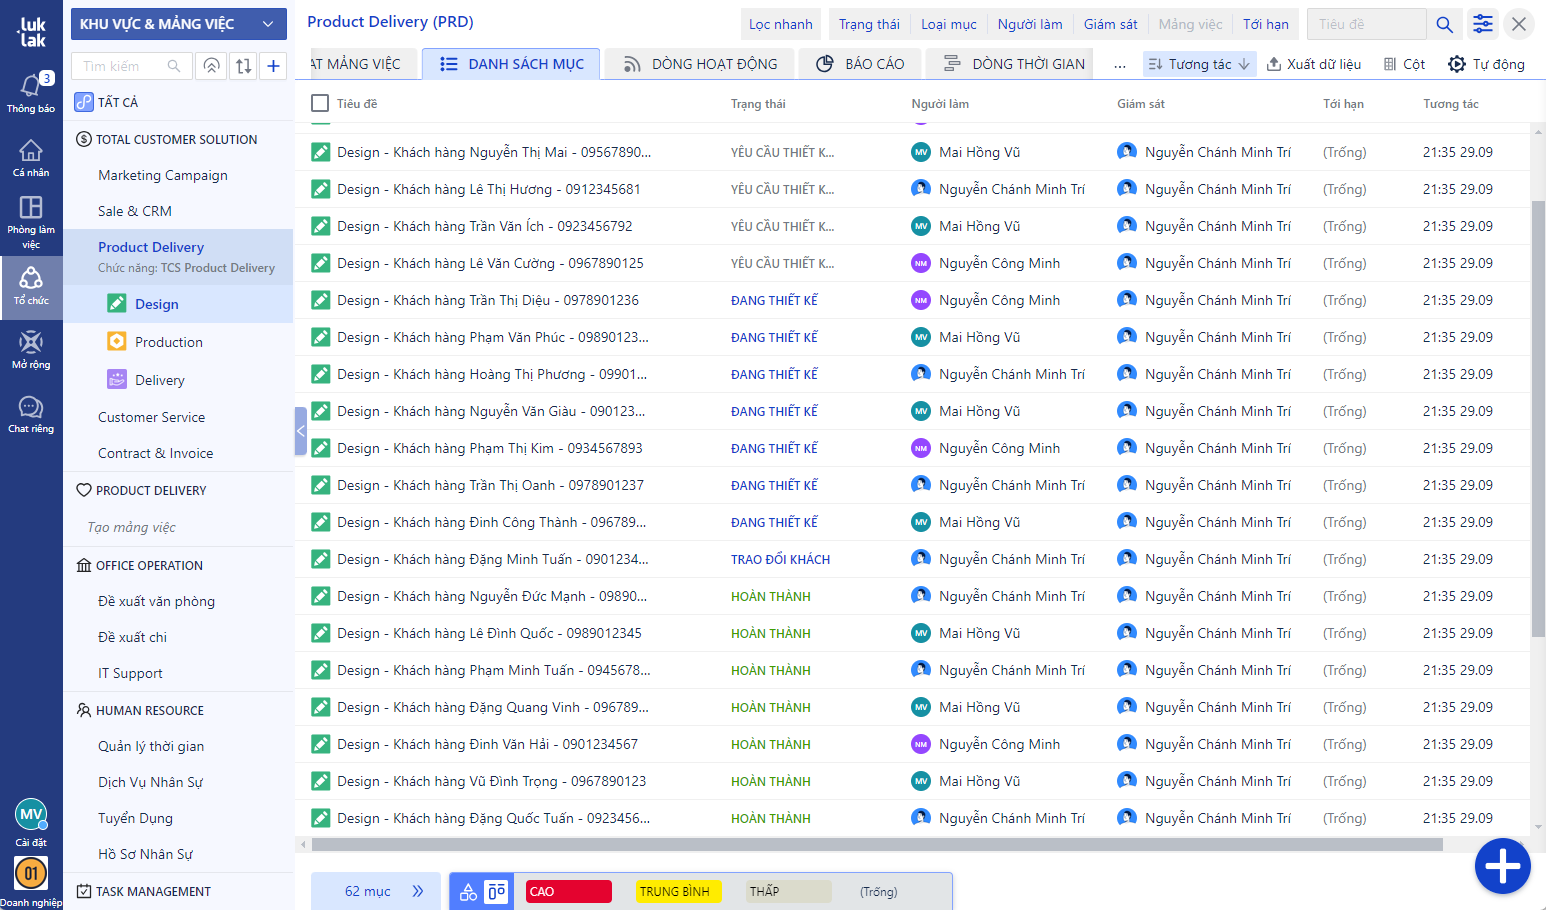 luk lak
3
Thông báo
Cá nhân
Phòng làm việc
Tổ chức
Mở rộng
Chat riêng
MV
Cài đặt
01
Doanh nghiệp
KHU VỰC & MẢNG VIỆC
Tìm kiếm
TẤT CẢ
TOTAL CUSTOMER SOLUTION
Marketing Campaign
Sale & CRM
Product Delivery
Chức năng: TCS Product Delivery
Design
Production
Delivery
Customer Service
Contract & Invoice
PRODUCT DELIVERY
Tạo mảng việc
OFFICE OPERATION
Đề xuất văn phòng
Đề xuất chi
IT Support
HUMAN RESOURCE
Quản lý thời gian
Dịch Vụ Nhân Sự
Tuyển Dụng
Hồ Sơ Nhân Sự
TASK MANAGEMENT
Product Delivery (PRD)
Lọc nhanh Trạng thái Loại mục Người làm Giám sát Mảng việc Tới hạn Tiêu đề
ẠT MẢNG VIỆC DANH SÁCH MỤC DÒNG HOẠT ĐỘNG BÁO CÁO DÒNG THỜI GIAN ... Tương tác Xuất dữ liệu Cột Tự động
Tiêu đề Trạng thái Người làm Giám sát Tới hạn Tương tác
Design - Khách hàng Nguyễn Thị Mai - 09567890... YÊU CẦU THIẾT K... MV Mai Hồng Vũ Nguyễn Chánh Minh Trí (Trống) 21:35 29.09
Design - Khách hàng Lê Thị Hương - 0912345681 YÊU CẦU THIẾT K... Nguyễn Chánh Minh Trí Nguyễn Chánh Minh Trí (Trống) 21:35 29.09
Design - Khách hàng Trần Văn Ích - 0923456792 YÊU CẦU THIẾT K... MV Mai Hồng Vũ Nguyễn Chánh Minh Trí (Trống) 21:35 29.09
Design - Khách hàng Lê Văn Cường - 0967890125 YÊU CẦU THIẾT K... NM Nguyễn Công Minh Nguyễn Chánh Minh Trí (Trống) 21:35 29.09
Design - Khách hàng Trần Thị Diệu - 0978901236 ĐANG THIẾT KẾ NM Nguyễn Công Minh Nguyễn Chánh Minh Trí (Trống) 21:35 29.09
Design - Khách hàng Phạm Văn Phúc - 09890123... ĐANG THIẾT KẾ MV Mai Hồng Vũ Nguyễn Chánh Minh Trí (Trống) 21:35 29.09
Design - Khách hàng Hoàng Thị Phương - 09901... ĐANG THIẾT KẾ Nguyễn Chánh Minh Trí Nguyễn Chánh Minh Trí (Trống) 21:35 29.09
Design - Khách hàng Nguyễn Văn Giàu - 090123... ĐANG THIẾT KẾ MV Mai Hồng Vũ Nguyễn Chánh Minh Trí (Trống) 21:35 29.09
Design - Khách hàng Phạm Thị Kim - 0934567893 ĐANG THIẾT KẾ NM Nguyễn Công Minh Nguyễn Chánh Minh Trí (Trống) 21:35 29.09
Design - Khách hàng Trần Thị Oanh - 0978901237 ĐANG THIẾT KẾ Nguyễn Chánh Minh Trí Nguyễn Chánh Minh Trí (Trống) 21:35 29.09
Design - Khách hàng Đinh Công Thành - 096789... ĐANG THIẾT KẾ MV Mai Hồng Vũ Nguyễn Chánh Minh Trí (Trống) 21:35 29.09
Design - Khách hàng Đặng Minh Tuấn - 0901234... TRAO ĐỔI KHÁCH Nguyễn Chánh Minh Trí Nguyễn Chánh Minh Trí (Trống) 21:35 29.09
Design - Khách hàng Nguyễn Đức Mạnh - 09890... HOÀN THÀNH Nguyễn Chánh Minh Trí Nguyễn Chánh Minh Trí (Trống) 21:35 29.09
Design - Khách hàng Lê Đình Quốc - 0989012345 HOÀN THÀNH MV Mai Hồng Vũ Nguyễn Chánh Minh Trí (Trống) 21:35 29.09
Design - Khách hàng Phạm Minh Tuấn - 0945678... HOÀN THÀNH Nguyễn Chánh Minh Trí Nguyễn Chánh Minh Trí (Trống) 21:35 29.09
Design - Khách hàng Đặng Quang Vinh - 096789... HOÀN THÀNH MV Mai Hồng Vũ Nguyễn Chánh Minh Trí (Trống) 21:35 29.09
Design - Khách hàng Đinh Văn Hải - 0901234567 HOÀN THÀNH NM Nguyễn Công Minh Nguyễn Chánh Minh Trí (Trống) 21:35 29.09
Design - Khách hàng Vũ Đình Trọng - 0967890123 HOÀN THÀNH MV Mai Hồng Vũ Nguyễn Chánh Minh Trí (Trống) 21:35 29.09
Design - Khách hàng Đặng Quốc Tuấn - 0923456... HOÀN THÀNH Nguyễn Chánh Minh Trí Nguyễn Chánh Minh Trí (Trống) 21:35 29.09
62 mục CAO TRUNG BÌNH THẤP (Trống)